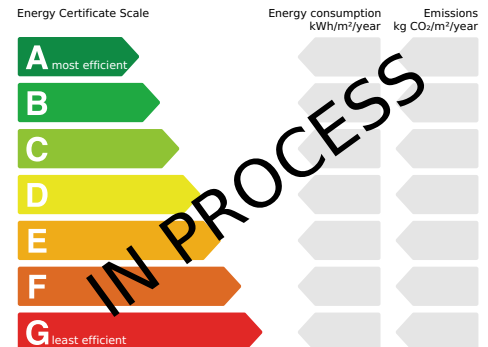 Energy Certificate Scale
Energy consumption
kWh/m²/year
Emissions
kg CO₂/m²/year
A most efficient
B
C
D
E
F
G least efficient
IN PROCESS